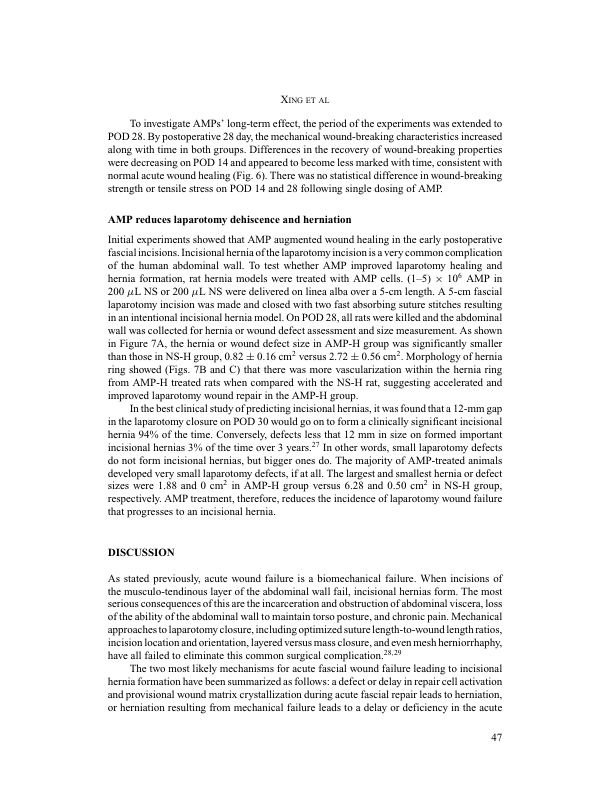 XING ET AL
To investigate AMPs’ long-term effect, the period of the experiments was extended to
POD 28. By postoperative 28 day, the mechanical wound-breaking characteristics increased
along with time in both groups. Differences in the recovery of wound-breaking properties
were decreasing on POD 14 and appeared to become less marked with time, consistent with
normal acute wound healing (Fig. 6). There was no statistical difference in wound-breaking
strength or tensile stress on POD 14 and 28 following single dosing of AMP.
AMP reduces laparotomy dehiscence and herniation
Initial experiments showed that AMP augmented wound healing in the early postoperative
fascial incisions. Incisional hernia of the laparotomy incision is a very common complication
of the human abdominal wall. To test whether AMP improved laparotomy healing and
hernia formation, rat hernia models were treated with AMP cells. (1–5) × 10⁶ AMP in
200 μL NS or 200 μL NS were delivered on linea alba over a 5-cm length. A 5-cm fascial
laparotomy incision was made and closed with two fast absorbing suture stitches resulting
in an intentional incisional hernia model. On POD 28, all rats were killed and the abdominal
wall was collected for hernia or wound defect assessment and size measurement. As shown
in Figure 7A, the hernia or wound defect size in AMP-H group was significantly smaller
than those in NS-H group, 0.82 ± 0.16 cm² versus 2.72 ± 0.56 cm². Morphology of hernia
ring showed (Figs. 7B and C) that there was more vascularization within the hernia ring
from AMP-H treated rats when compared with the NS-H rat, suggesting accelerated and
improved laparotomy wound repair in the AMP-H group.
In the best clinical study of predicting incisional hernias, it was found that a 12-mm gap
in the laparotomy closure on POD 30 would go on to form a clinically significant incisional
hernia 94% of the time. Conversely, defects less that 12 mm in size on formed important
incisional hernias 3% of the time over 3 years.²⁷ In other words, small laparotomy defects
do not form incisional hernias, but bigger ones do. The majority of AMP-treated animals
developed very small laparotomy defects, if at all. The largest and smallest hernia or defect
sizes were 1.88 and 0 cm² in AMP-H group versus 6.28 and 0.50 cm² in NS-H group,
respectively. AMP treatment, therefore, reduces the incidence of laparotomy wound failure
that progresses to an incisional hernia.
DISCUSSION
As stated previously, acute wound failure is a biomechanical failure. When incisions of
the musculo-tendinous layer of the abdominal wall fail, incisional hernias form. The most
serious consequences of this are the incarceration and obstruction of abdominal viscera, loss
of the ability of the abdominal wall to maintain torso posture, and chronic pain. Mechanical
approaches to laparotomy closure, including optimized suture length-to-wound length ratios,
incision location and orientation, layered versus mass closure, and even mesh herniorrhaphy,
have all failed to eliminate this common surgical complication.²⁸,²⁹
The two most likely mechanisms for acute fascial wound failure leading to incisional
hernia formation have been summarized as follows: a defect or delay in repair cell activation
and provisional wound matrix crystallization during acute fascial repair leads to herniation,
or herniation resulting from mechanical failure leads to a delay or deficiency in the acute
47